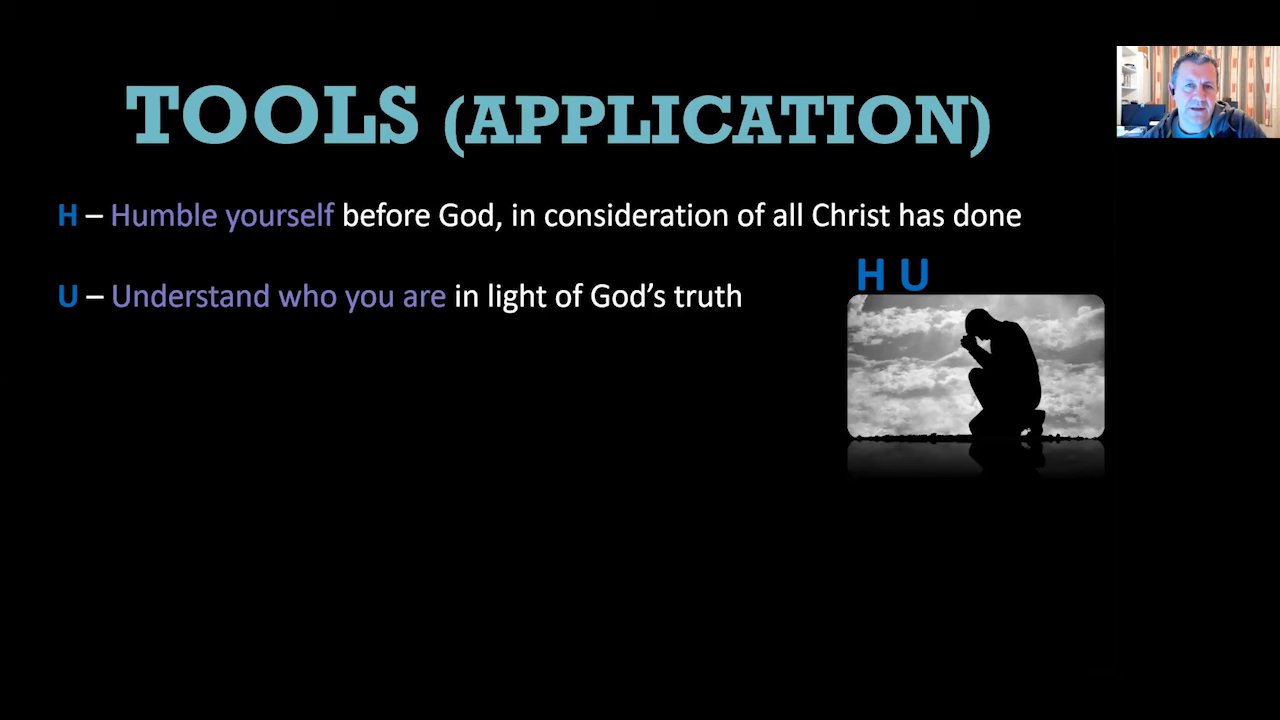 TOOLS (APPLICATION)
H – Humble yourself before God, in consideration of all Christ has done
H U
U – Understand who you are in light of God’s truth